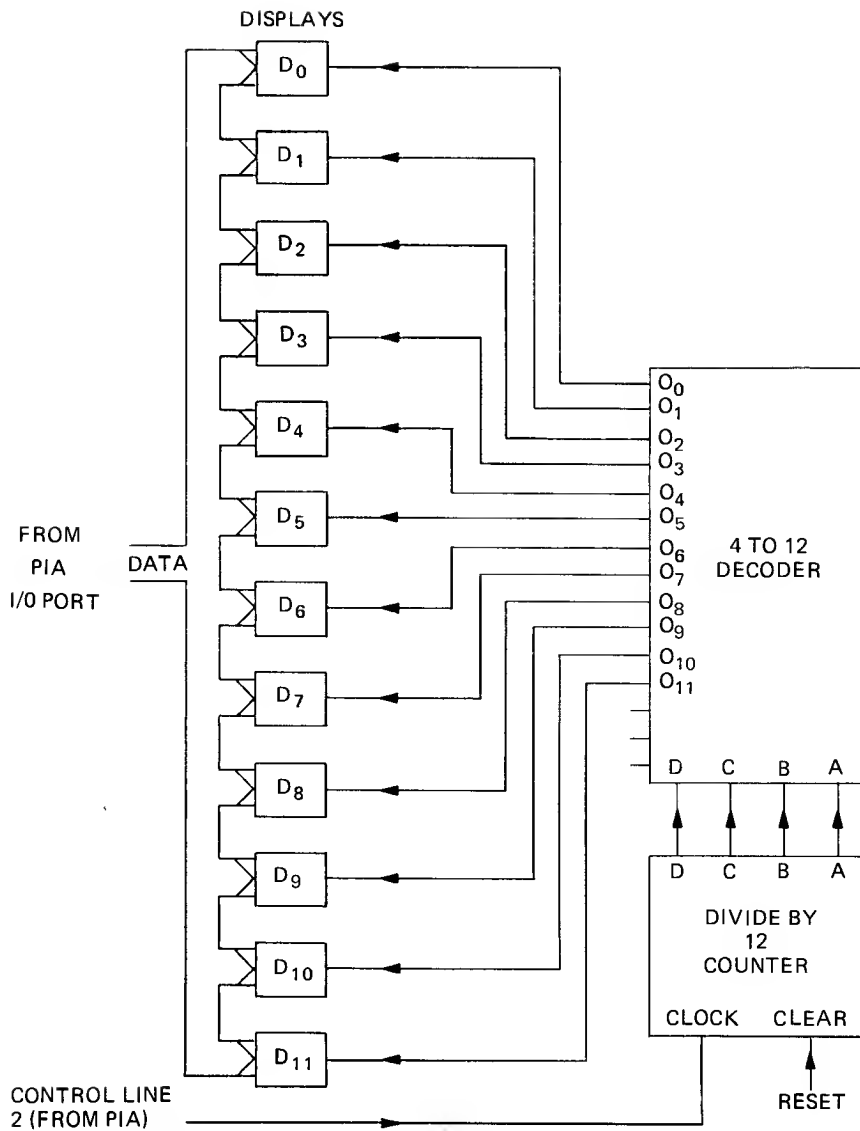 DISPLAYS
D0
D1
D2
D3
D4
D5
D6
D7
D8
D9
D10
D11
FROM
PIA
I/0 PORT
DATA
O0
O1
O2
O3
O4
O5
O6
O7
O8
O9
O10
O11
4 TO 12
DECODER
D C B A
D C B A
DIVIDE BY
12
COUNTER
CLOCK CLEAR
RESET
CONTROL LINE
2 (FROM PIA)